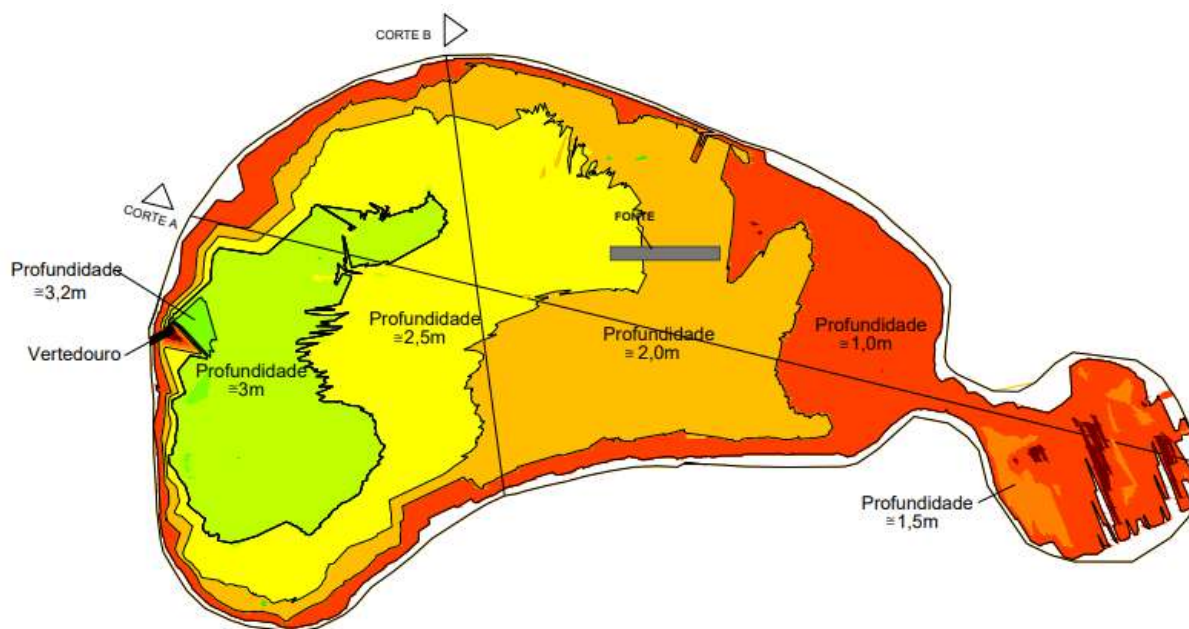 CORTE B
CORTE A
FONTE
Profundidade
≅3,2m
Vertedouro
Profundidade
≅3m
Profundidade
≅2,5m
Profundidade
≅ 2,0m
Profundidade
≅1,0m
Profundidade
≅1,5m